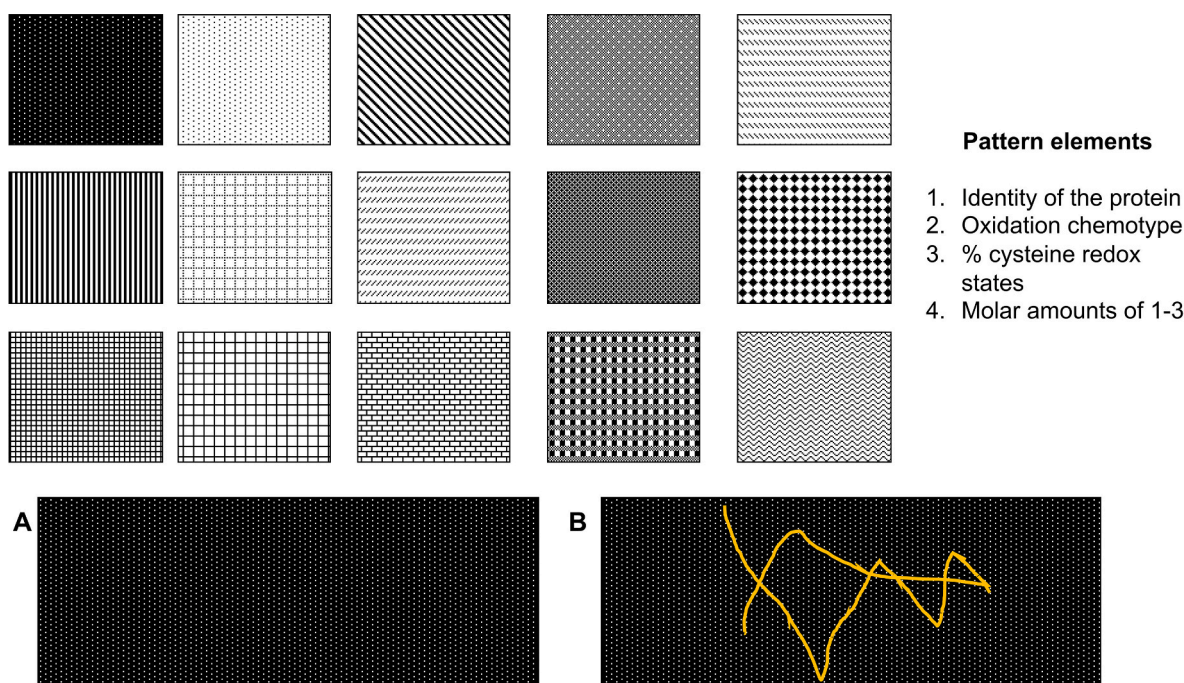 Pattern elements
1. Identity of the protein
2. Oxidation chemotype
3. % cysteine redox
states
4. Molar amounts of 1-3
A
B